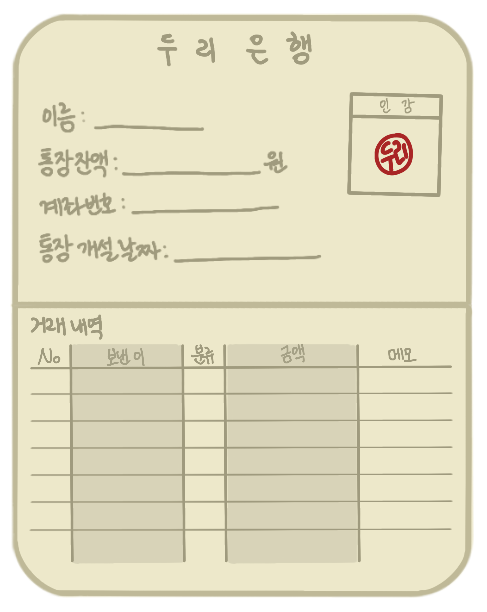 두 리 은 행
인 감
두리
이름 :
통장 잔액 : 원
계좌번호 :
통장 개설 날짜 :
거래 내역
No 보낸 이 분류 금액 메모